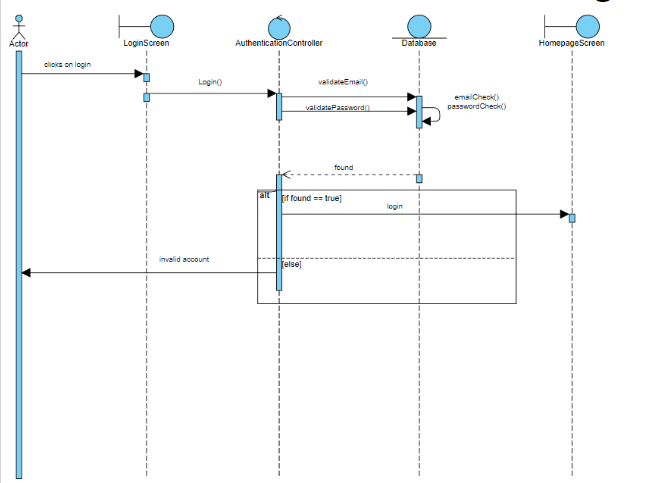 Actor
LoginScreen
AuthenticationController
Database
HomepageScreen
clicks on login
Login()
validateEmail()
emailCheck()
passwordCheck()
validatePassword()
found
alt
[if found == true]
login
invalid account
[else]